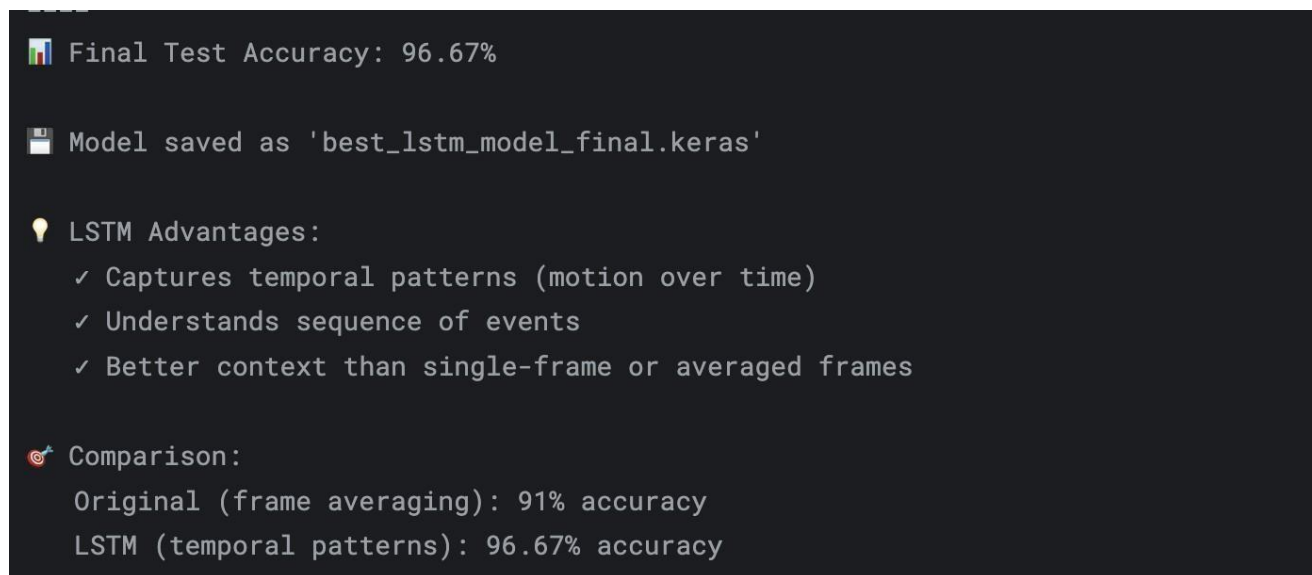 📊 Final Test Accuracy: 96.67%
💾 Model saved as 'best_lstm_model_final.keras'
💡 LSTM Advantages:
✓ Captures temporal patterns (motion over time)
✓ Understands sequence of events
✓ Better context than single-frame or averaged frames
🎯 Comparison:
Original (frame averaging): 91% accuracy
LSTM (temporal patterns): 96.67% accuracy